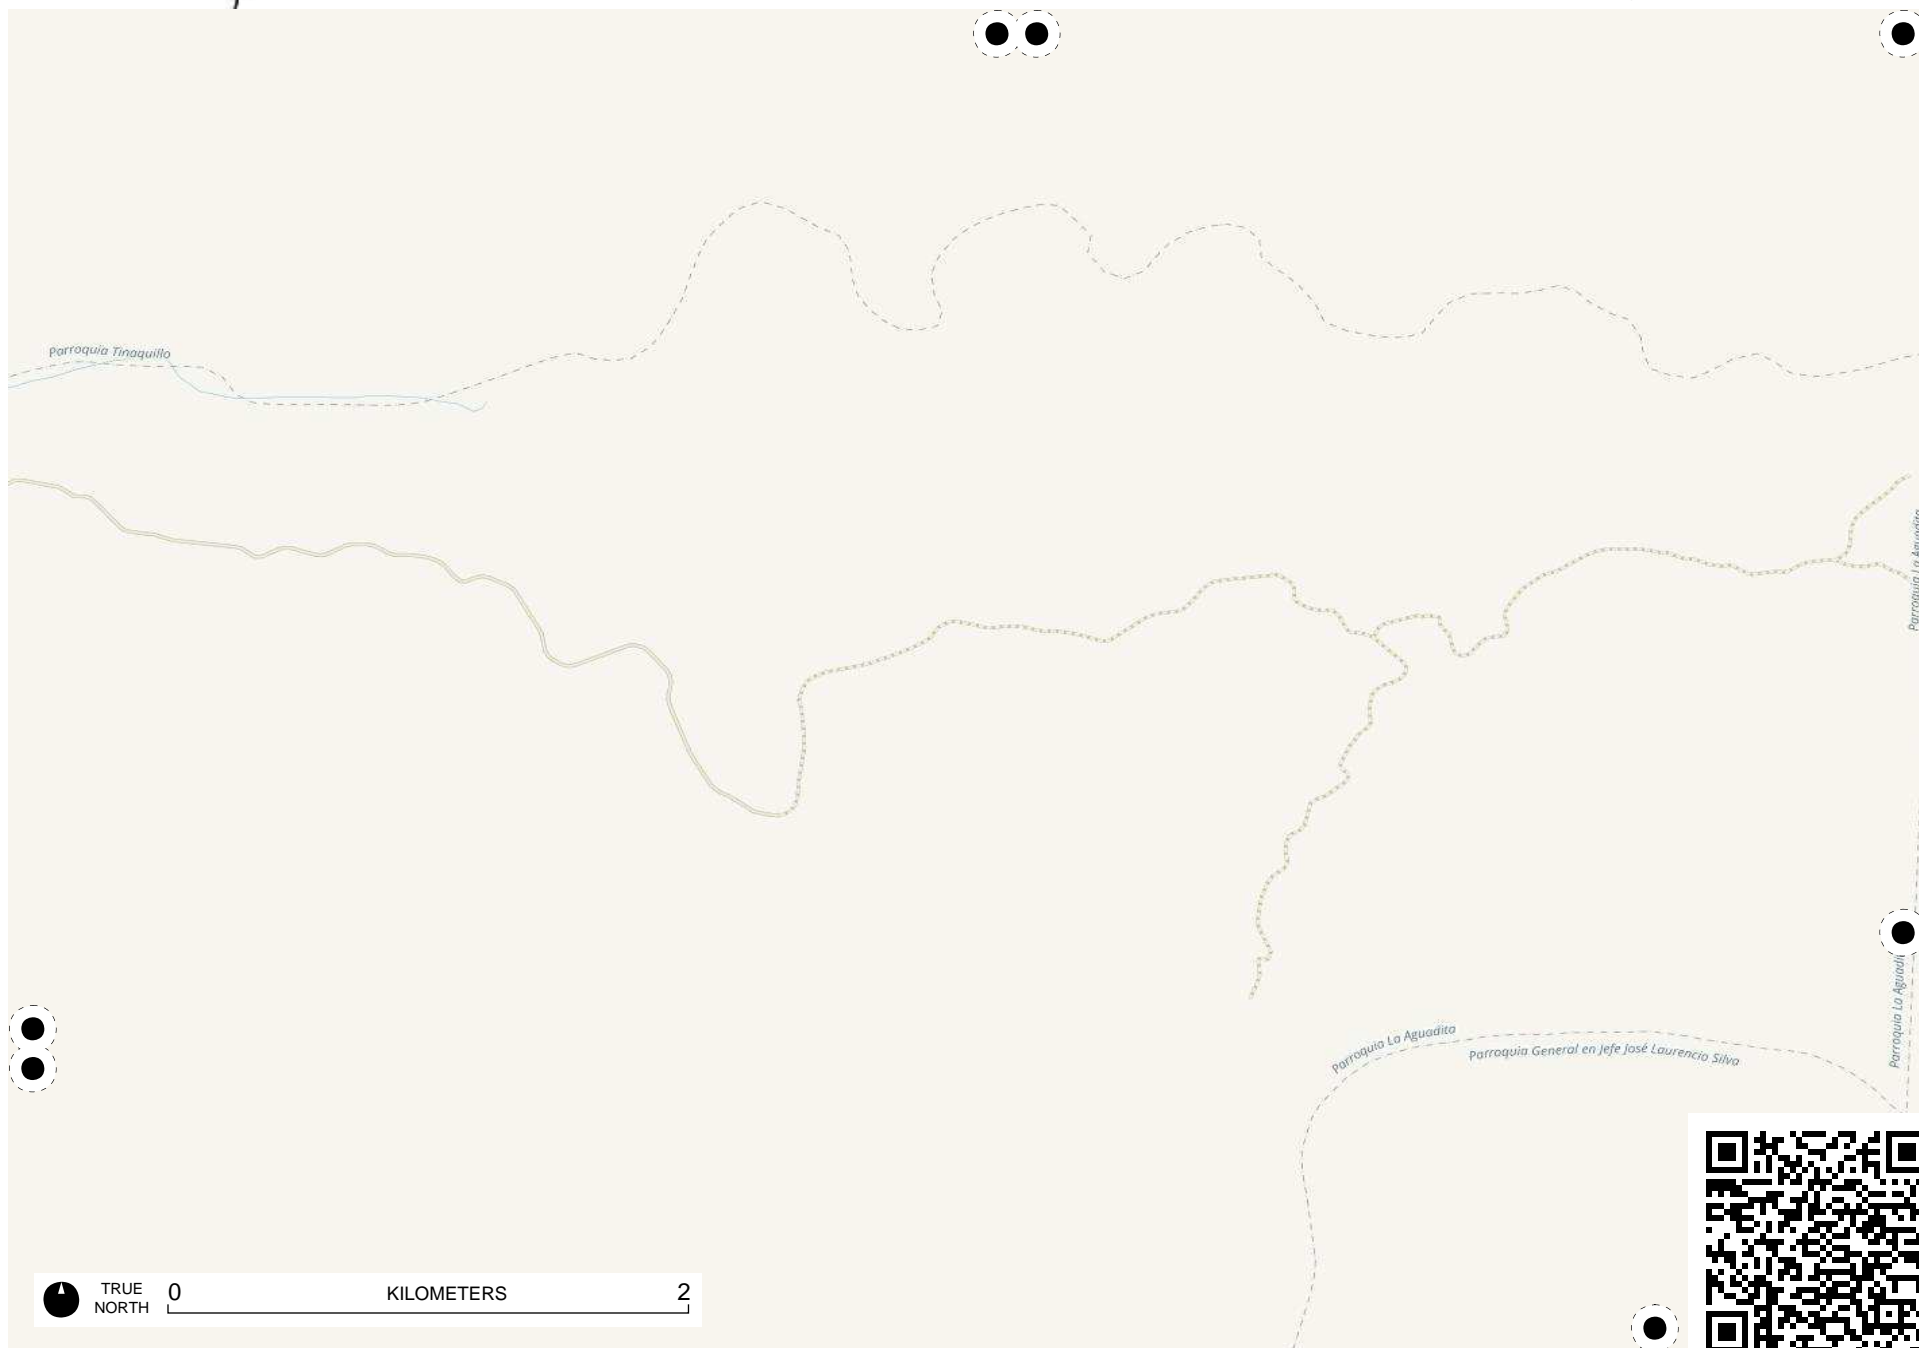 Parroquia Tinaquillo
Parroquia La Aguadita
Parroquia La Aguadita
Parroquia General en Jefe José Laurencio Silva
TRUE
NORTH
0
KILOMETERS
2